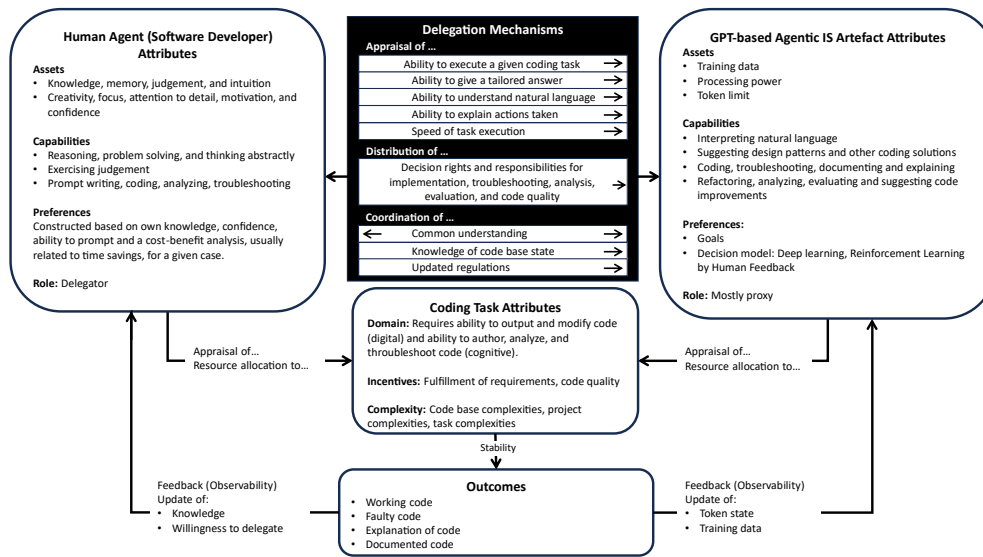 Human Agent (Software Developer)
Attributes
Assets
• Knowledge, memory, judgement, and intuition
• Creativity, focus, attention to detail, motivation, and
confidence
Capabilities
• Reasoning, problem solving, and thinking abstractly
• Exercising judgement
• Prompt writing, coding, analyzing, troubleshooting
Preferences
Constructed based on own knowledge, confidence,
ability to prompt and a cost-benefit analysis, usually
related to time savings, for a given case.
Role: Delegator
Delegation Mechanisms
Appraisal of ...
Ability to execute a given coding task
Ability to give a tailored answer
Ability to understand natural language
Ability to explain actions taken
Speed of task execution
Distribution of ...
Decision rights and responsibilities for
implementation, troubleshooting, analysis,
evaluation, and code quality
Coordination of ...
Common understanding
Knowledge of code base state
Updated regulations
GPT-based Agentic IS Artefact Attributes
Assets
• Training data
• Processing power
• Token limit
Capabilities
• Interpreting natural language
• Suggesting design patterns and other coding solutions
• Coding, troubleshooting, documenting and explaining
• Refactoring, analyzing, evaluating and suggesting code
improvements
Preferences:
• Goals
• Decision model: Deep learning, Reinforcement Learning
by Human Feedback
Role: Mostly proxy
Coding Task Attributes
Domain: Requires ability to output and modify code
(digital) and ability to author, analyze, and
throubleshoot code (cognitive).
Incentives: Fulfillment of requirements, code quality
Complexity: Code base complexities, project
complexities, task complexities
Appraisal of...
Resource allocation to...
Appraisal of...
Resource allocation to...
Stability
Outcomes
• Working code
• Faulty code
• Explanation of code
• Documented code
Feedback (Observability)
Update of:
• Knowledge
• Willingness to delegate
Feedback (Observability)
Update of:
• Token state
• Training data